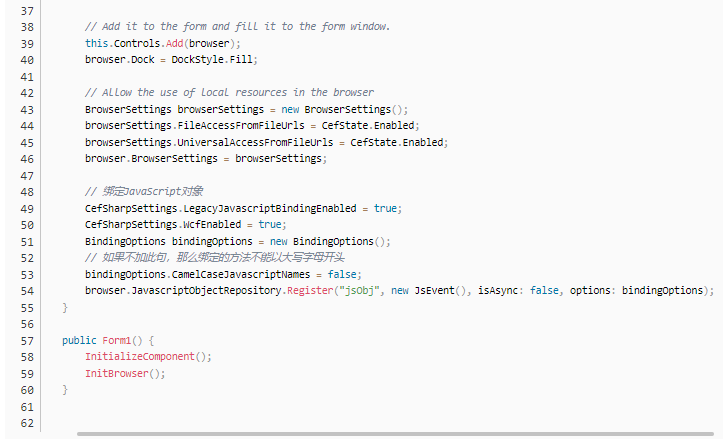 37
38 // Add it to the form and fill it to the form window.
39 this.Controls.Add(browser);
40 browser.Dock = DockStyle.Fill;
41
42 // Allow the use of local resources in the browser
43 BrowserSettings browserSettings = new BrowserSettings();
44 browserSettings.FileAccessFromFileUrls = CefState.Enabled;
45 browserSettings.UniversalAccessFromFileUrls = CefState.Enabled;
46 browser.BrowserSettings = browserSettings;
47
48 // 绑定JavaScript对象
49 CefSharpSettings.LegacyJavascriptBindingEnabled = true;
50 CefSharpSettings.WcfEnabled = true;
51 BindingOptions bindingOptions = new BindingOptions();
52 // 如果不加此句，那么绑定的方法不能以大写字母开头
53 bindingOptions.CamelCaseJavascriptNames = false;
54 browser.JavascriptObjectRepository.Register("jsObj", new JsEvent(), isAsync: false, options: bindingOptions);
55 }
56
57 public Form1() {
58 InitializeComponent();
59 InitBrowser();
60 }
61
62